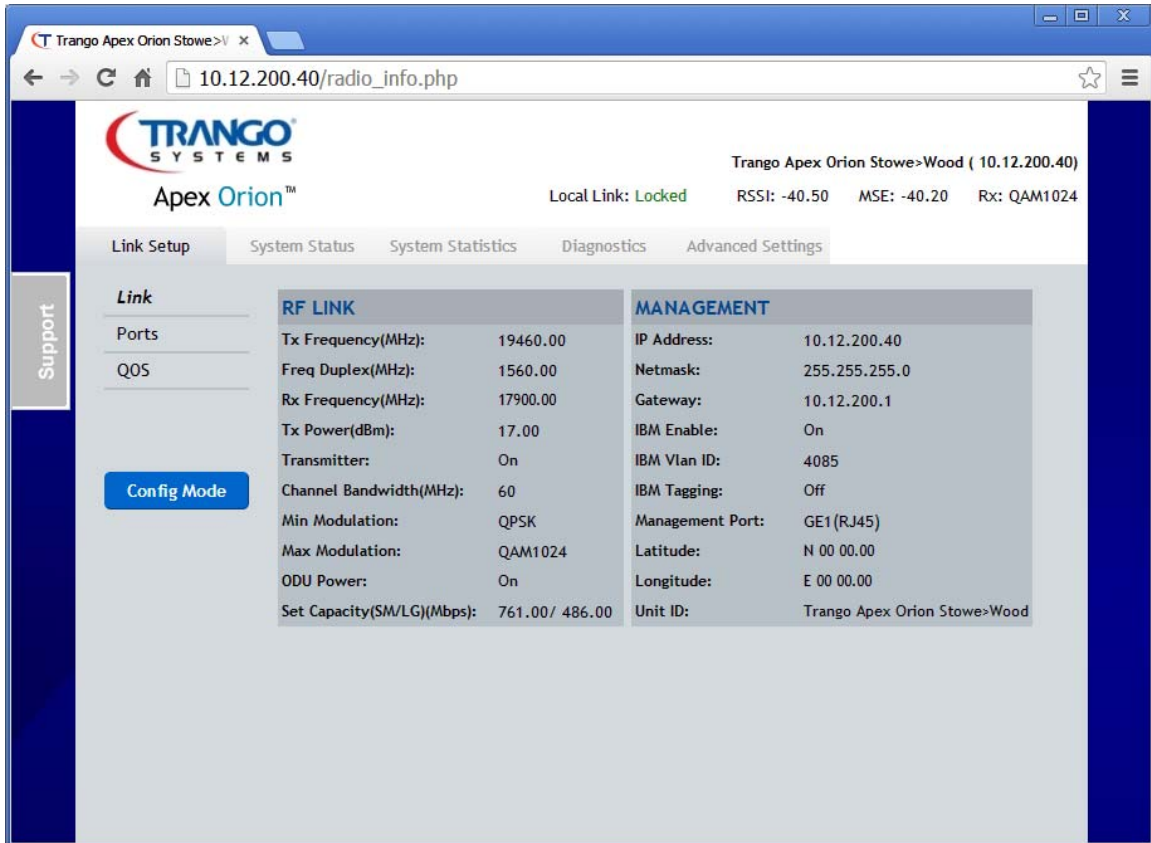 Trango Apex Orion Stowe>W
10.12.200.40/radio_info.php
TRANGO
SYSTEMS
Apex Orion™
Trango Apex Orion Stowe>Wood ( 10.12.200.40)
Local Link: Locked RSSI: -40.50 MSE: -40.20 Rx: QAM1024
Link Setup System Status System Statistics Diagnostics Advanced Settings
Support
Link
Ports
QOS
Config Mode
RF LINK
Tx Frequency(MHz): 19460.00
Freq Duplex(MHz): 1560.00
Rx Frequency(MHz): 17900.00
Tx Power(dBm): 17.00
Transmitter: On
Channel Bandwidth(MHz): 60
Min Modulation: QPSK
Max Modulation: QAM1024
ODU Power: On
Set Capacity(SM/LG)(Mbps): 761.00/ 486.00
MANAGEMENT
IP Address: 10.12.200.40
Netmask: 255.255.255.0
Gateway: 10.12.200.1
IBM Enable: On
IBM Vlan ID: 4085
IBM Tagging: Off
Management Port: GE1(RJ45)
Latitude: N 00 00.00
Longitude: E 00 00.00
Unit ID: Trango Apex Orion Stowe>Wood